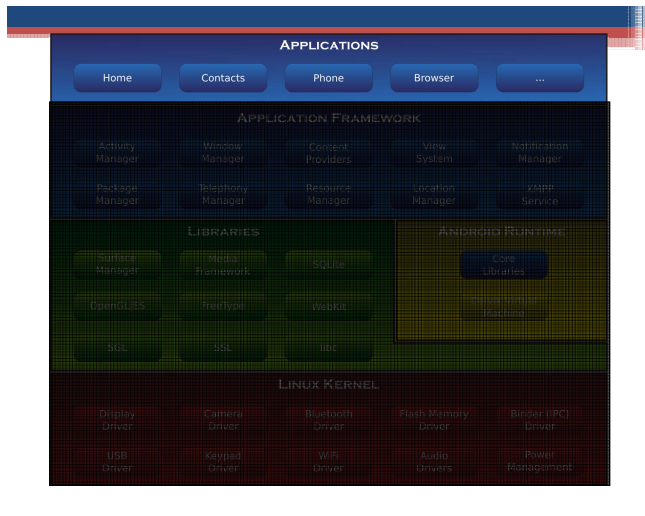 APPLICATIONS
Home Contacts Phone Browser ...
APPLICATION FRAMEWORK
Activity Manager
Window Manager
Content Providers
View System
Notification Manager
Package Manager
Telephony Manager
Resource Manager
Location Manager
XMPP Service
LIBRARIES
Surface Manager
Media Framework
SQLite
OpenGL|ES
FreeType
WebKit
SGL
SSL
libc
ANDROID RUNTIME
Core Libraries
Dalvik Virtual Machine
LINUX KERNEL
Display Driver
Camera Driver
Bluetooth Driver
Flash Memory Driver
Binder (IPC) Driver
USB Driver
Keypad Driver
WiFi Driver
Audio Drivers
Power Management